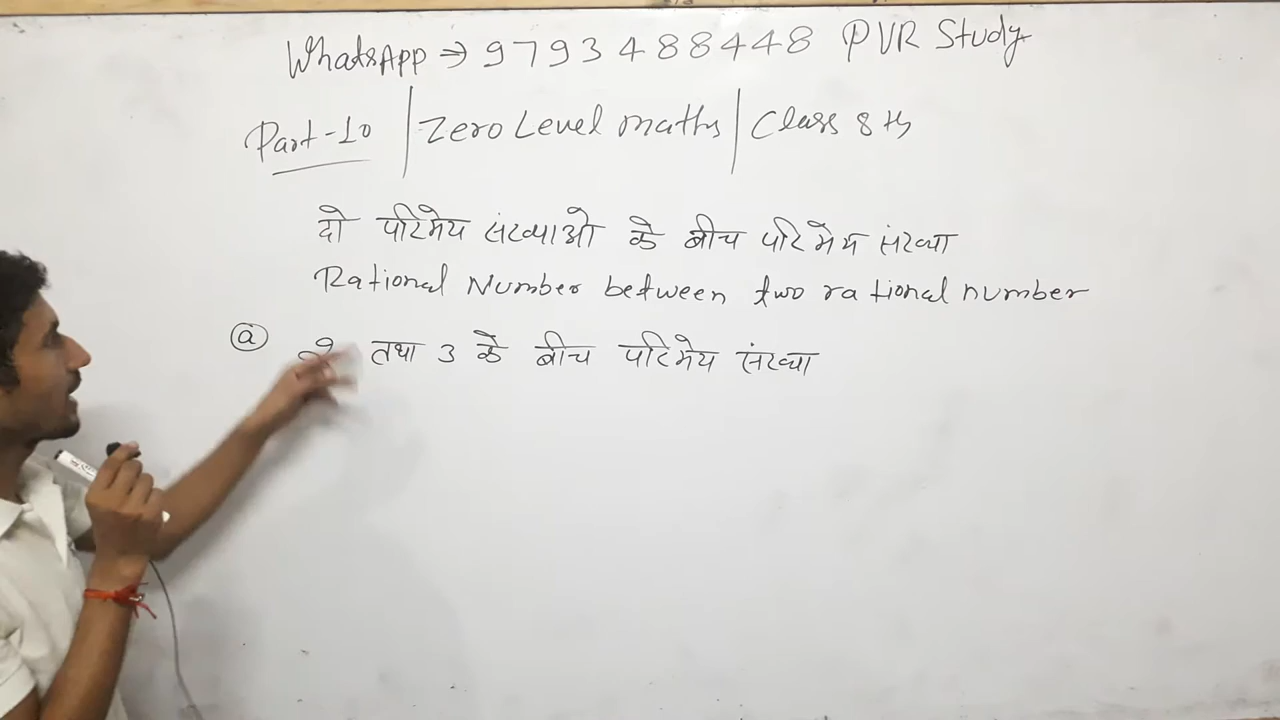 WhatsApp ⇒ 9793488448 PVR Study
Part-10 | Zero Level maths | Class 8th
दो परिमेय संख्याओ के बीच परिमेय संख्या
Rational Number between two rational number
ⓐ तथा 3 के बीच परिमेय संख्या